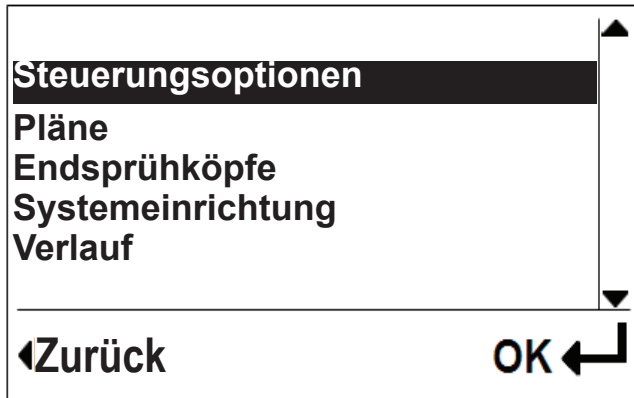 Steuerungsoptionen
Pläne
Endsprühköpfe
Systemeinrichtung
Verlauf
Zurück OK